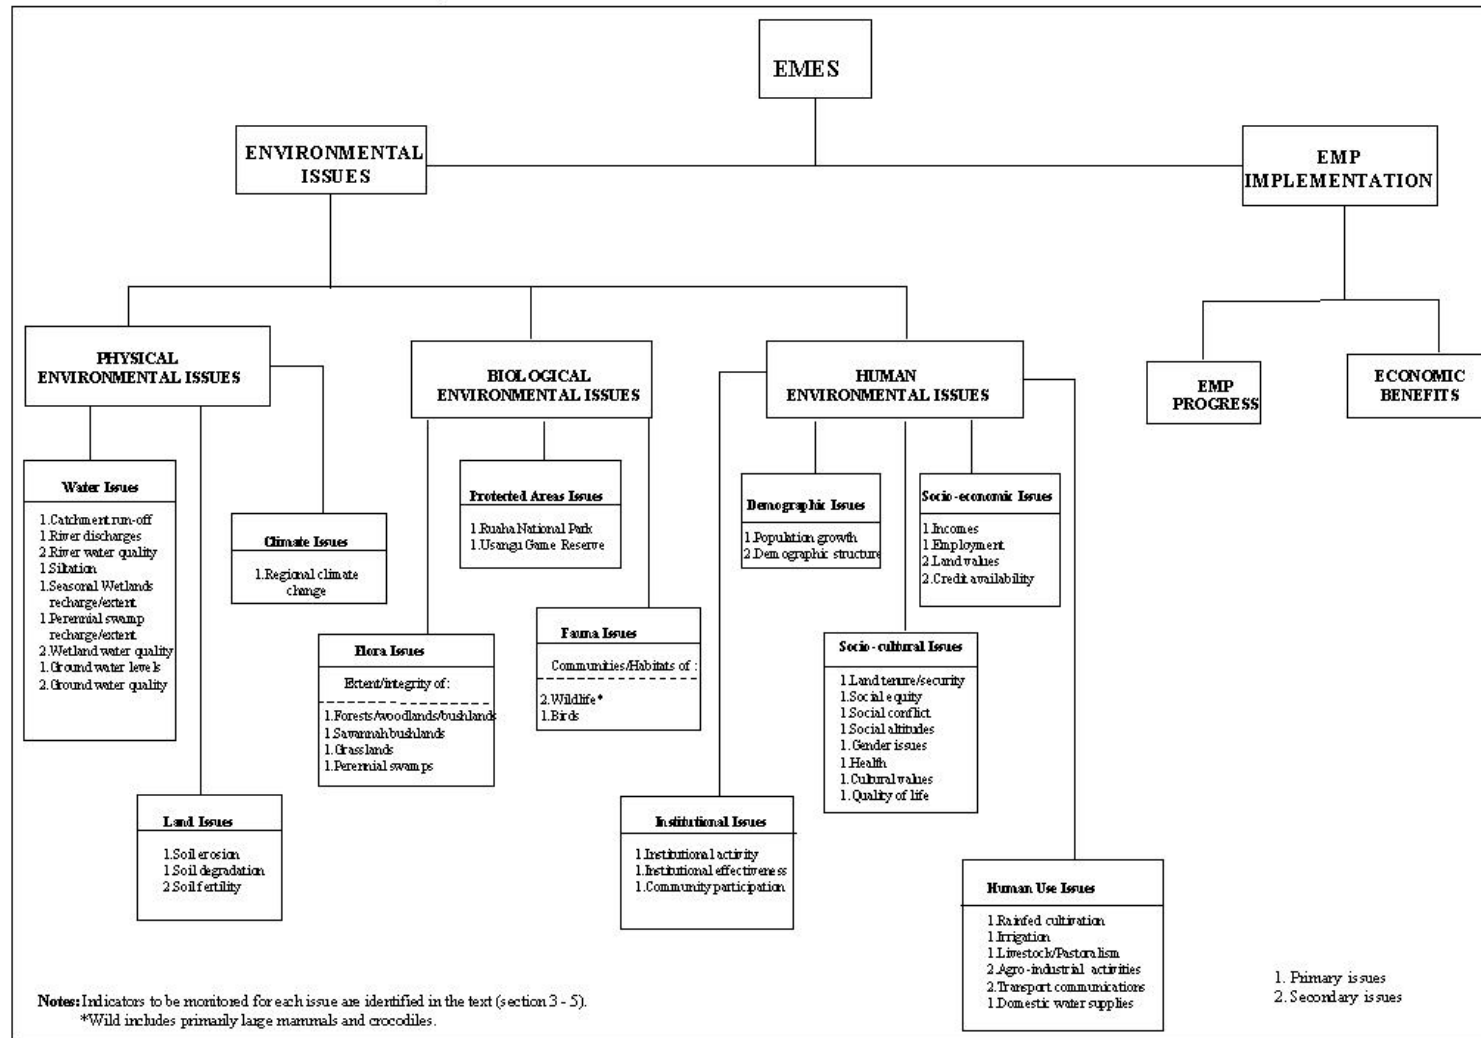 EMES
ENVIRONMENTAL
ISSUES
EMP
IMPLEMENTATION
PHYSICAL
ENVIRONMENTAL ISSUES
BIOLOGICAL
ENVIRONMENTAL ISSUES
HUMAN
ENVIRONMENTAL ISSUES
EMP
PROGRESS
ECONOMIC
BENEFITS
Water Issues
1.Catchment run-off
1.River discharges
2.River water quality
1.Siltation
1.Seasonal Wetlands
recharge/extent
1.Perennial swamp
recharge/extent
2.Wetland water quality
1.Ground water levels
2.Ground water quality
Climate Issues
1.Regional climate
change
Land Issues
1.Soil erosion
1.Soil degradation
2.Soil fertility
Protected Areas Issues
1.Ruaha National Park
1.Usangu Game Reserve
Flora Issues
Extent/integrity of:
1.Forests/woodlands/bushlands
1.Savannah bushlands
1.Grasslands
1.Perennial swamps
Fauna Issues
Communities/Habitats of :
2.Wildlife*
1.Birds
Demographic Issues
1.Population growth
2.Demographic structure
Socio-economic Issues
1.Incomes
1.Employment
2.Land values
2.Credit availability
Socio-cultural Issues
1.Land tenure/security
1.Social equity
1.Social conflict
1.Social altitudes
1.Gender issues
1.Health
1.Cultural values
1.Quality of life
Institutional Issues
1.Institutional activity
1.Institutional effectiveness
1.Community participation
Human Use Issues
1.Rainfed cultivation
1.Irrigation
1.Livestock/Pastoralism
2.Agro-industrial activities
2.Transport communications
1.Domestic water supplies
Notes: Indicators to be monitored for each issue are identified in the text (section 3 - 5).
*Wild includes primarily large mammals and crocodiles.
1. Primary issues
2. Secondary issues